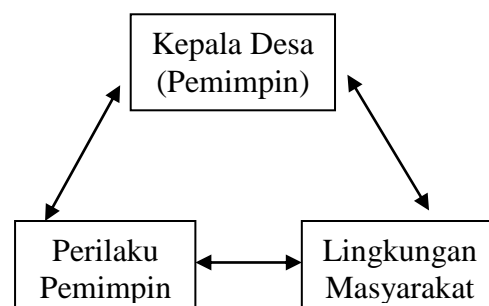 Kepala Desa
(Pemimpin)
Perilaku
Pemimpin
Lingkungan
Masyarakat